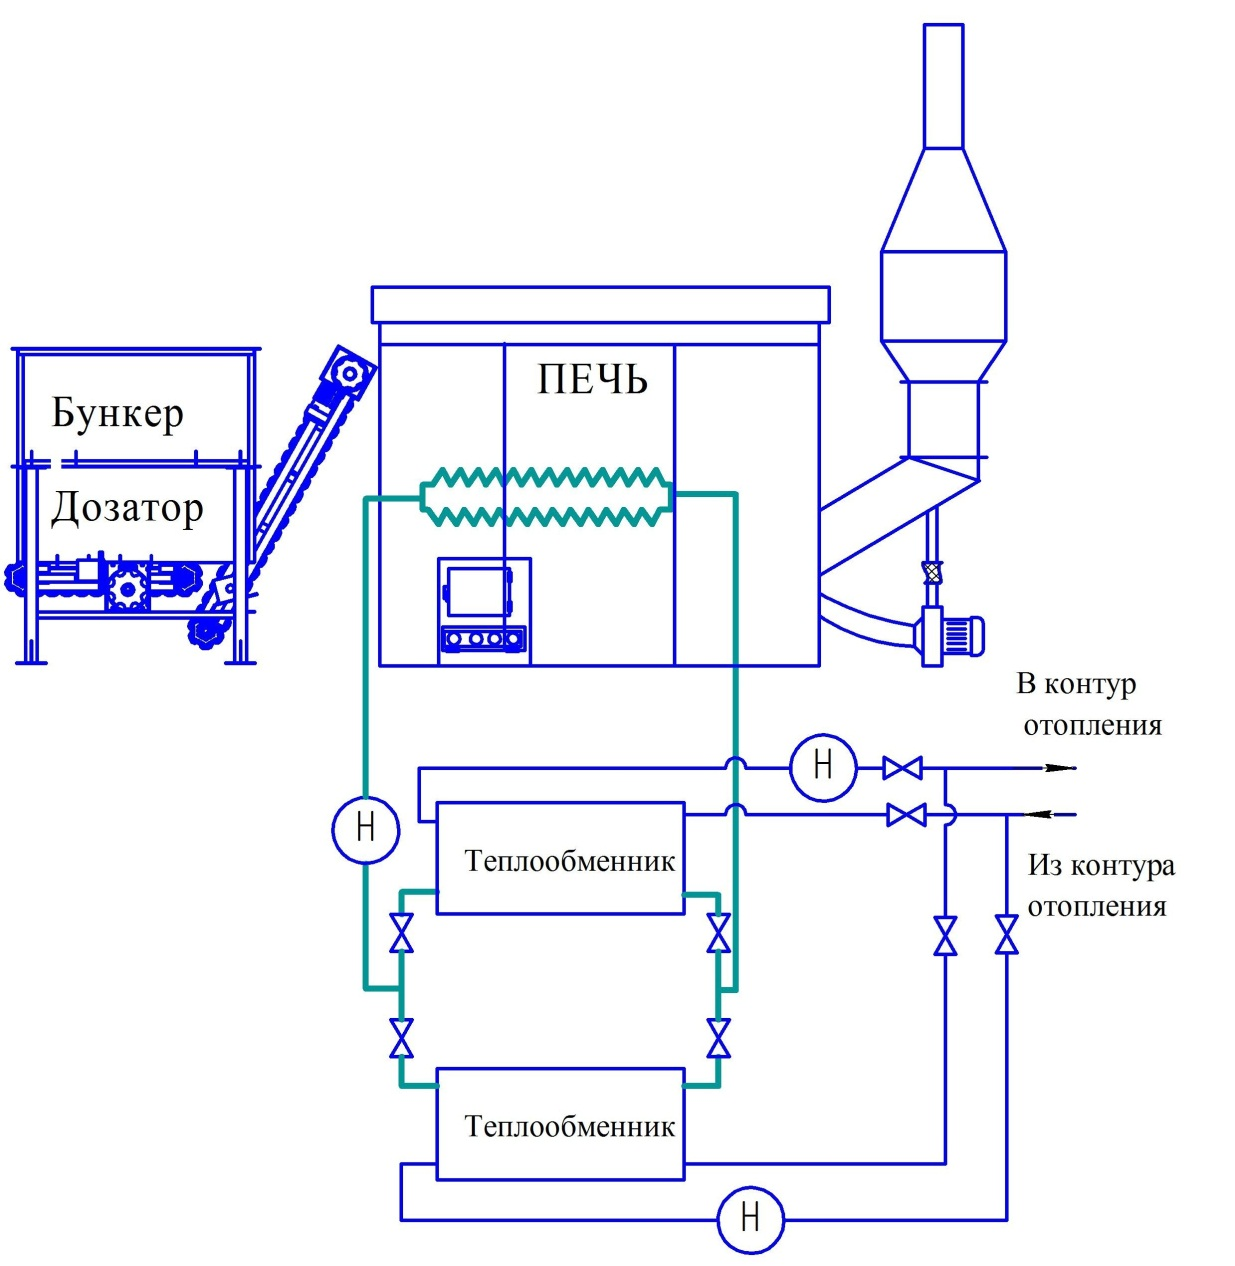 ПЕЧЬ
Бункер
Дозатор
В контур
отопления
Н
Н
Теплообменник
Из контура
отопления
Теплообменник
Н